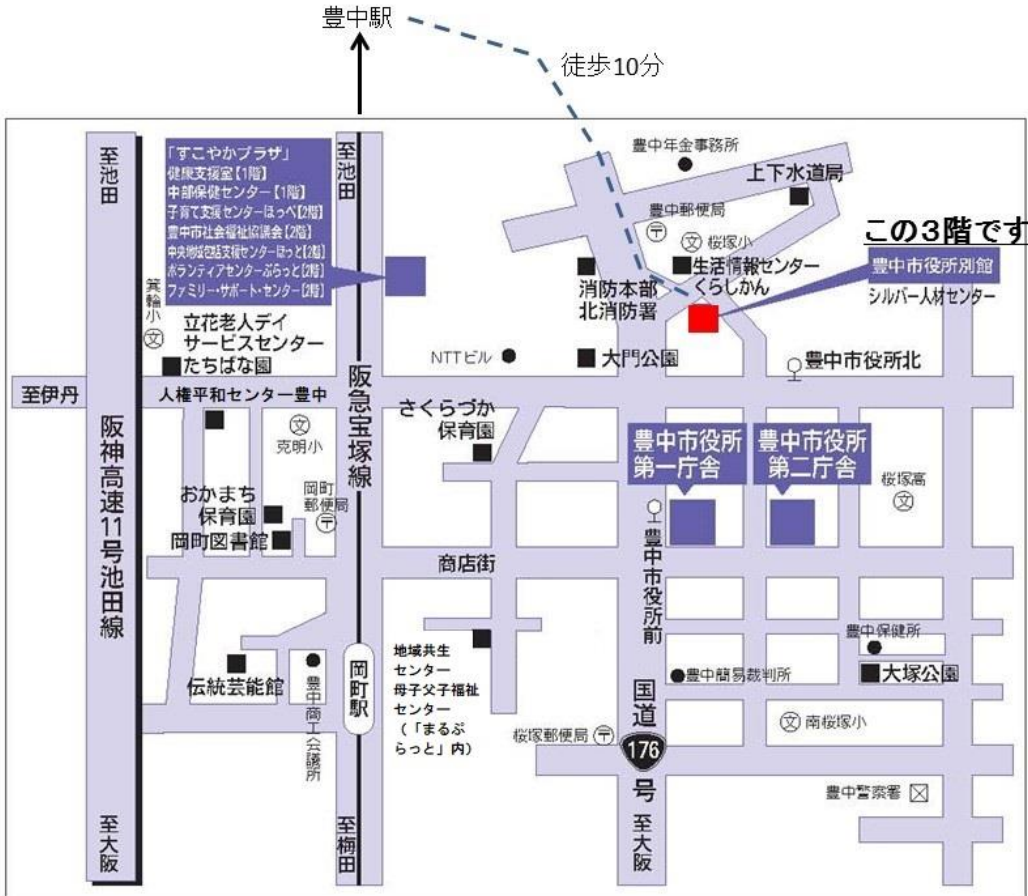 豊中駅
徒歩10分
至池田
「すこやかプラザ」
健康支援室【1階】
中部保健センター【1階】
子育て支援センターほっぺ【2階】
豊中市社会福祉協議会【2階】
中央地域包括支援センターほっと【2階】
ボランティアセンターぷらっと【2階】
ファミリー・サポート・センター【2階】
至池田
豊中年金事務所
上下水道局
豊中郵便局
〒
文
桜塚小
この3階です
豊中市役所別館
シルバー人材センター
生活情報センター
くらしかん
消防本部
北消防署
箕輪小
文
立花老人デイ
サービスセンター
たちばな園
NTTビル
大門公園
豊中市役所北
至伊丹
人権平和センター豊中
阪急宝塚線
さくらづか
保育園
文
克明小
阪神高速11号池田線
豊中市役所
第一庁舎
豊中市役所
第二庁舎
桜塚高
文
おかまち
保育園
岡町
郵便局
〒
岡町図書館
商店街
豊中市役所前
豊中保健所
地域共生
センター
母子父子福祉
センター
(「まるぷ
らっと」内)
岡町駅
伝統芸能館
豊中商工会議所
豊中簡易裁判所
大塚公園
国道
176
号
文
南桜塚小
桜塚郵便局
〒
豊中警察署
至大阪
至梅田
至大阪